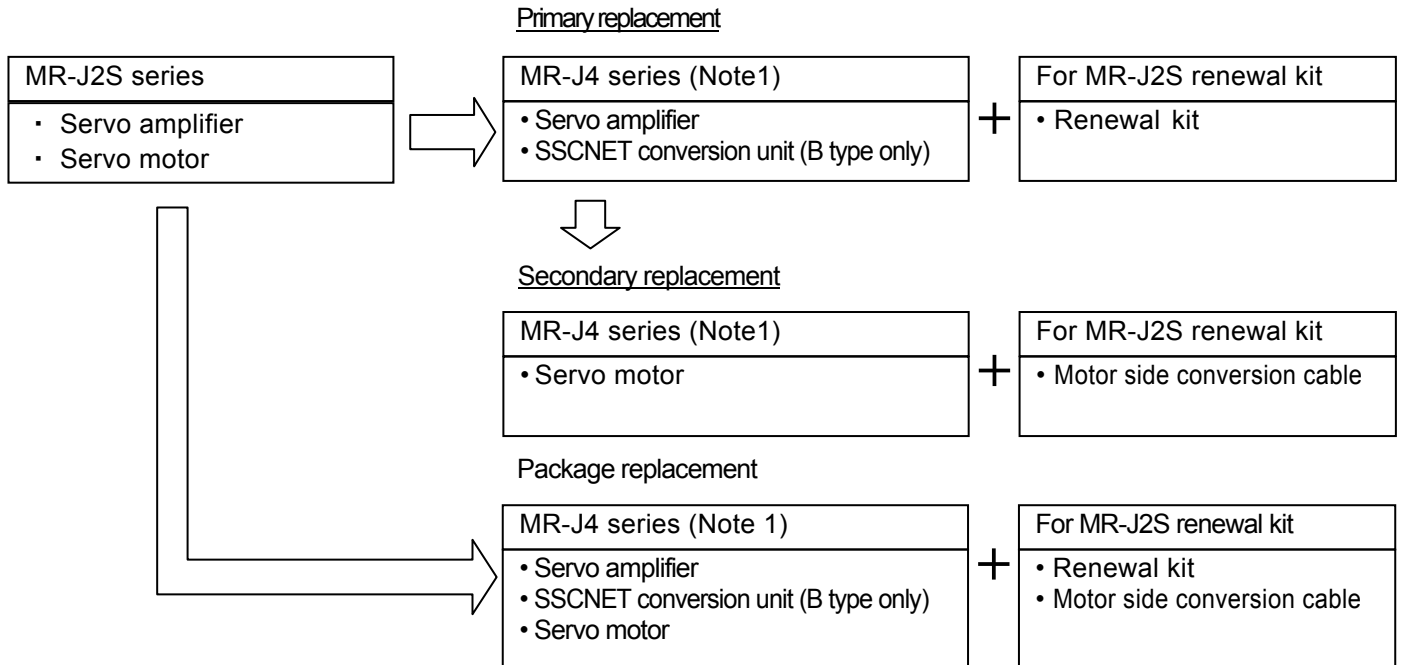 Primary replacement
MR-J2S series
・ Servo amplifier
・ Servo motor
MR-J4 series (Note1)
• Servo amplifier
• SSCNET conversion unit (B type only)
+
For MR-J2S renewal kit
• Renewal kit
Secondary replacement
MR-J4 series (Note1)
• Servo motor
+
For MR-J2S renewal kit
• Motor side conversion cable
Package replacement
MR-J4 series (Note 1)
• Servo amplifier
• SSCNET conversion unit (B type only)
• Servo motor
+
For MR-J2S renewal kit
• Renewal kit
• Motor side conversion cable